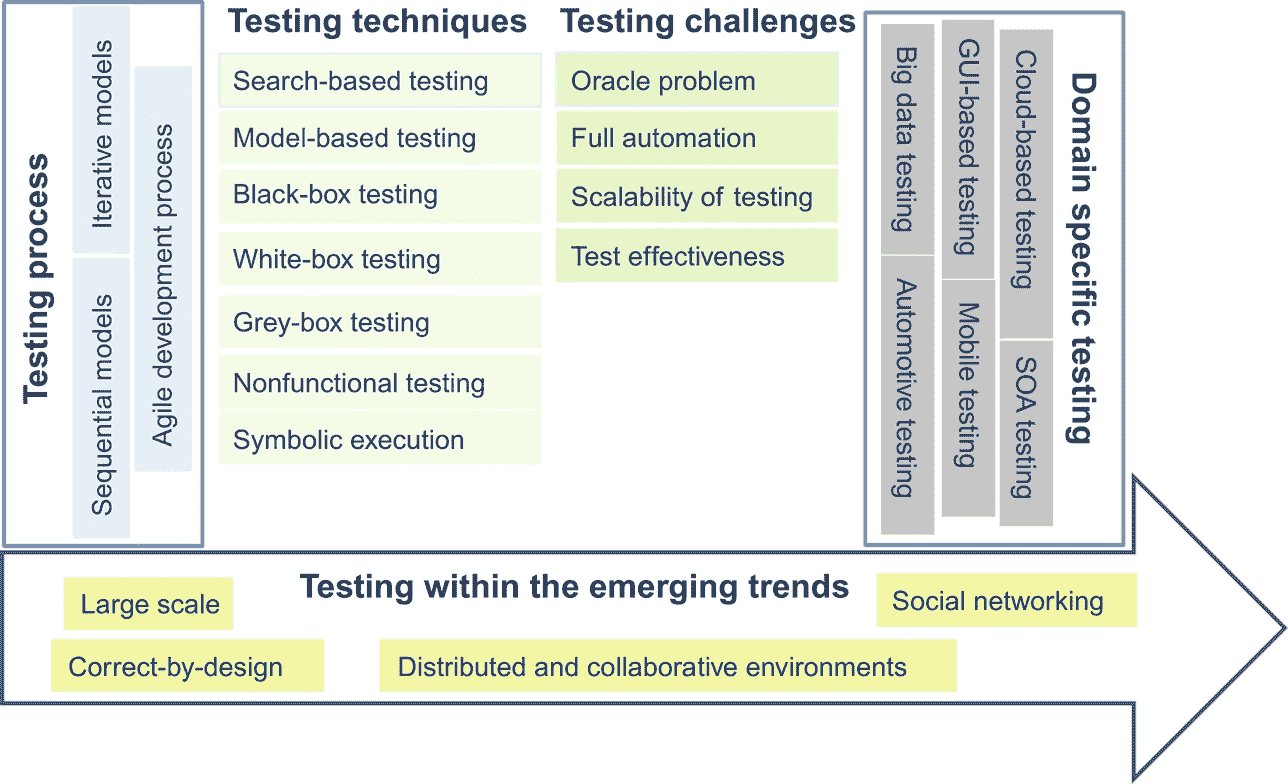 Testing process
Iterative models
Sequential models
Agile development process
Testing techniques
Search-based testing
Model-based testing
Black-box testing
White-box testing
Grey-box testing
Nonfunctional testing
Symbolic execution
Testing challenges
Oracle problem
Full automation
Scalability of testing
Test effectiveness
Big data testing
Automotive testing
GUI-based testing
Mobile testing
Cloud-based testing
SOA testing
Domain specific testing
Testing within the emerging trends
Large scale
Social networking
Correct-by-design
Distributed and collaborative environments